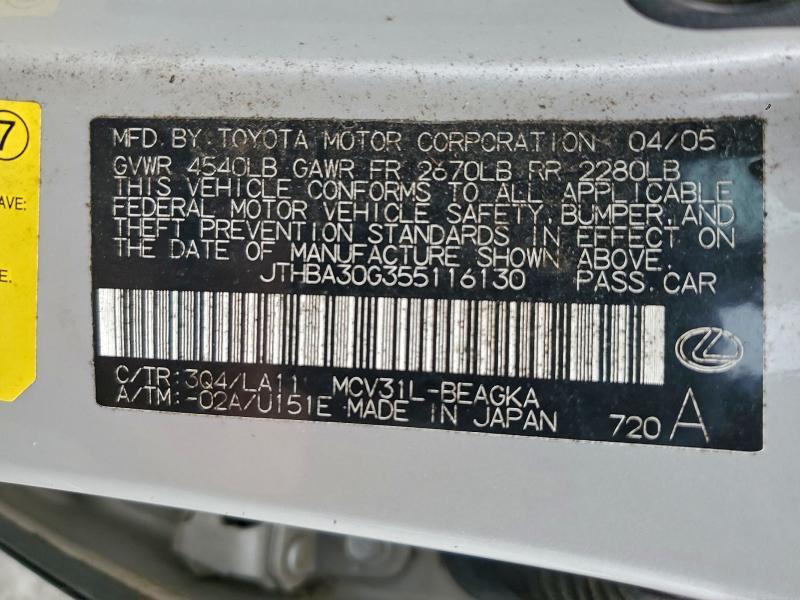 MFD. BY TOYOTA MOTOR CORPORATION 04/05
GVWR 4540LB GAWR FR 2670LB RR 2280LB
THIS VEHICLE CONFORMS TO ALL APPLICABLE
FEDERAL MOTOR VEHICLE SAFETY, BUMPER, AND
THEFT PREVENTION STANDARDS IN EFFECT ON
THE DATE OF MANUFACTURE SHOWN ABOVE.
JTHBA30G355116130 PASS. CAR
C/TR: 3Q4/LA11 MCV31L-BEAGKA
A/TM: -02A/U151E MADE IN JAPAN 720 A
7
AVE:
E.